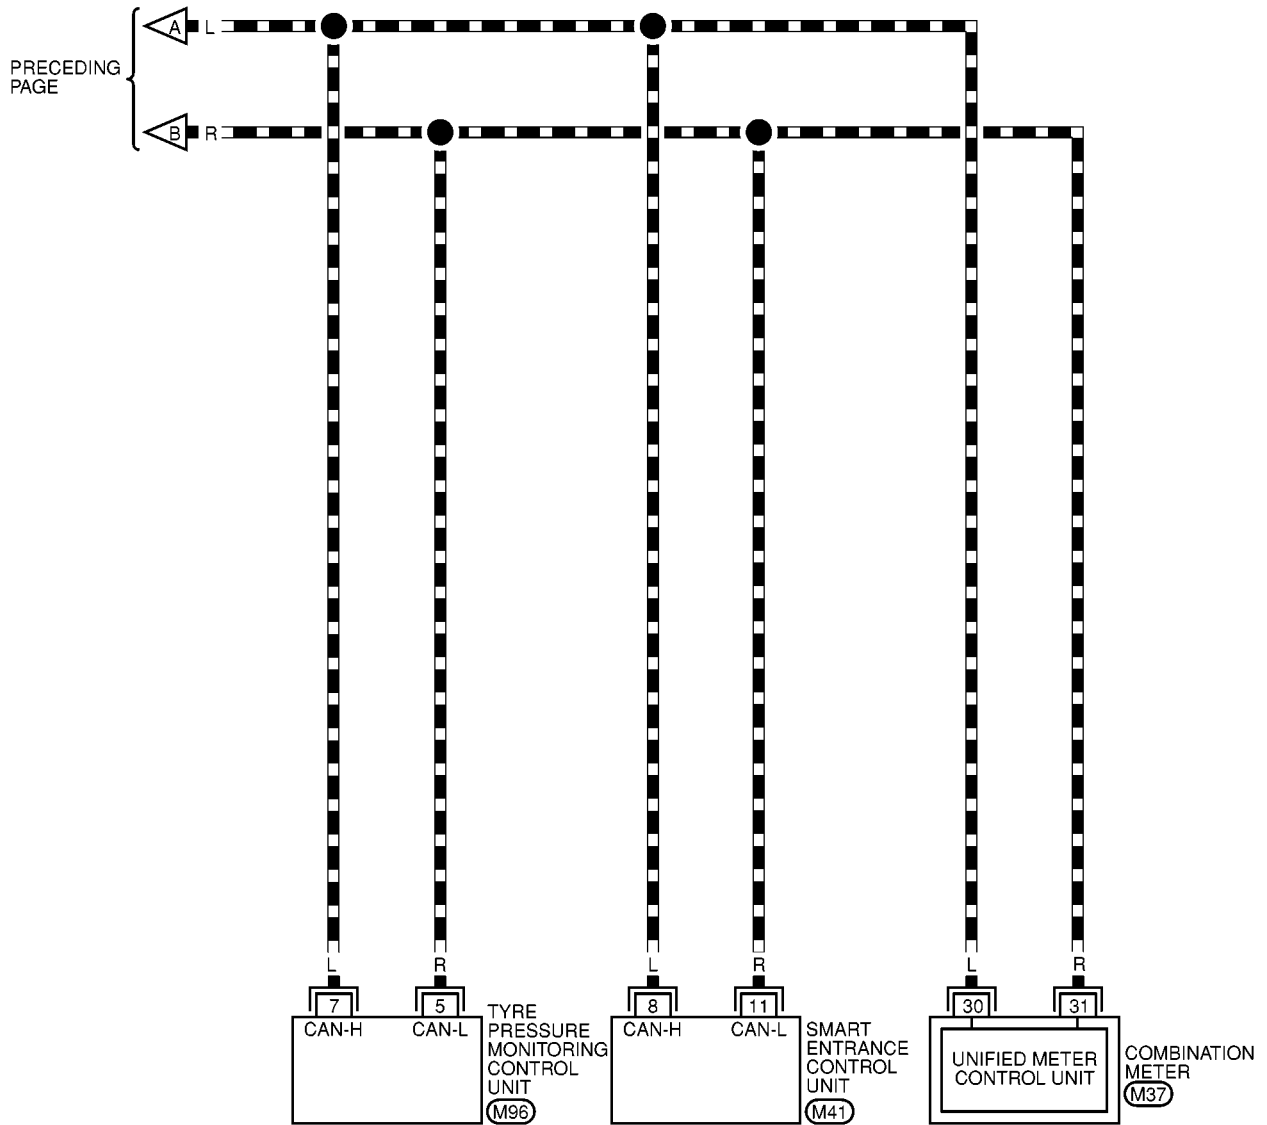 A L
PRECEDING
PAGE
B R
L R L R L R
7 5 8 11 30 31
CAN-H CAN-L
TYRE
PRESSURE
MONITORING
CONTROL
UNIT
M96
CAN-H CAN-L
SMART
ENTRANCE
CONTROL
UNIT
M41
UNIFIED METER
CONTROL UNIT
COMBINATION
METER
M37